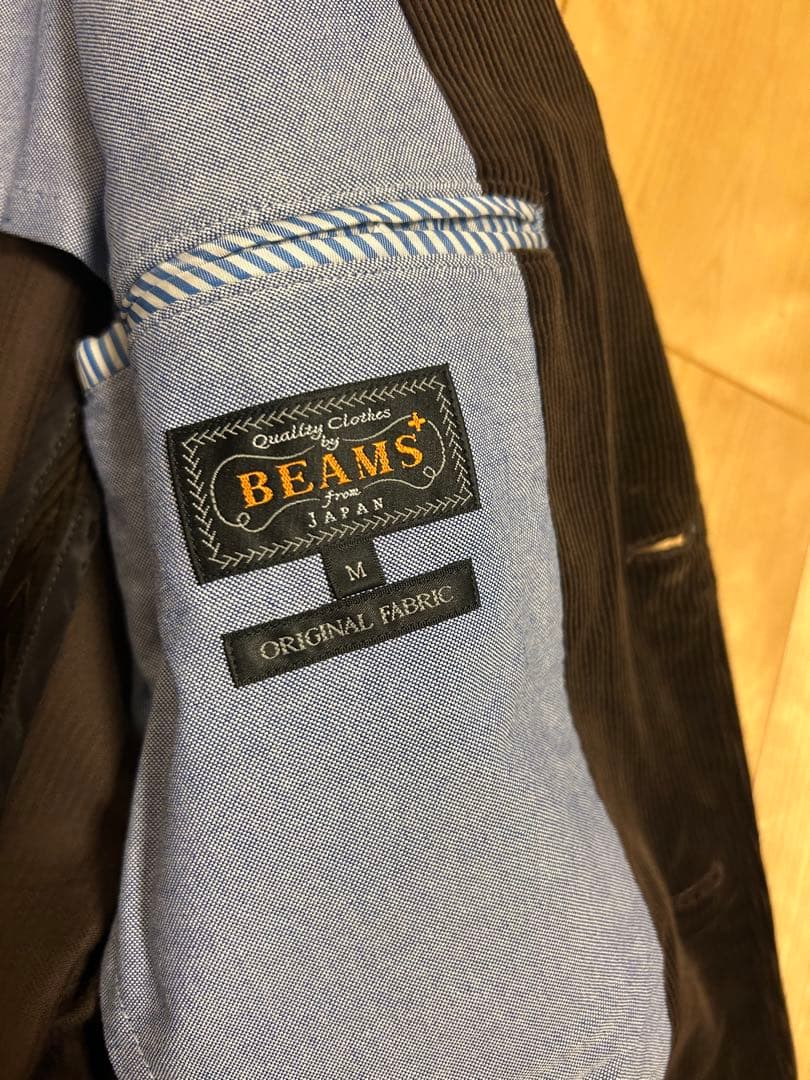 Quality Clothes
by
BEAMS+
from
JAPAN
M
ORIGINAL FABRIC